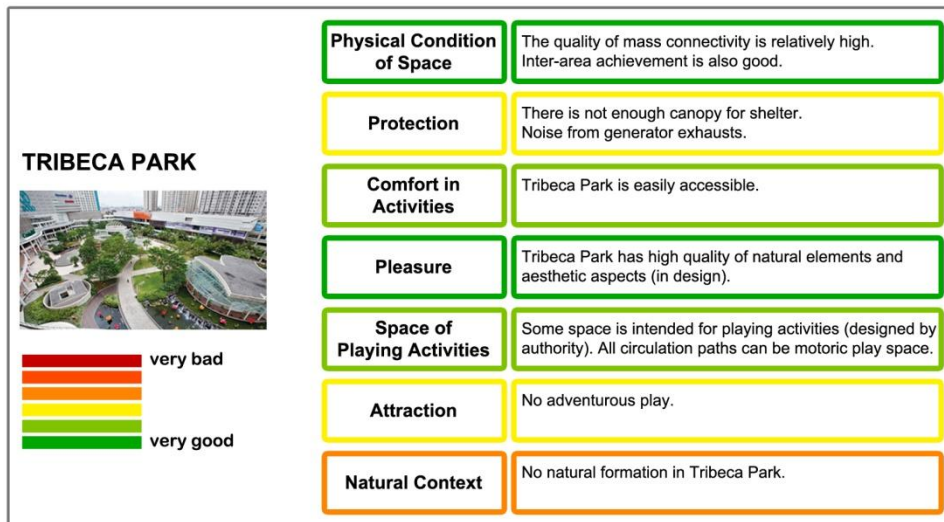 TRIBECA PARK
very bad
very good
Physical Condition
of Space
The quality of mass connectivity is relatively high.
Inter-area achievement is also good.
Protection
There is not enough canopy for shelter.
Noise from generator exhausts.
Comfort in
Activities
Tribeca Park is easily accessible.
Pleasure
Tribeca Park has high quality of natural elements and
aesthetic aspects (in design).
Space of
Playing Activities
Some space is intended for playing activities (designed by
authority). All circulation paths can be motoric play space.
Attraction
No adventurous play.
Natural Context
No natural formation in Tribeca Park.